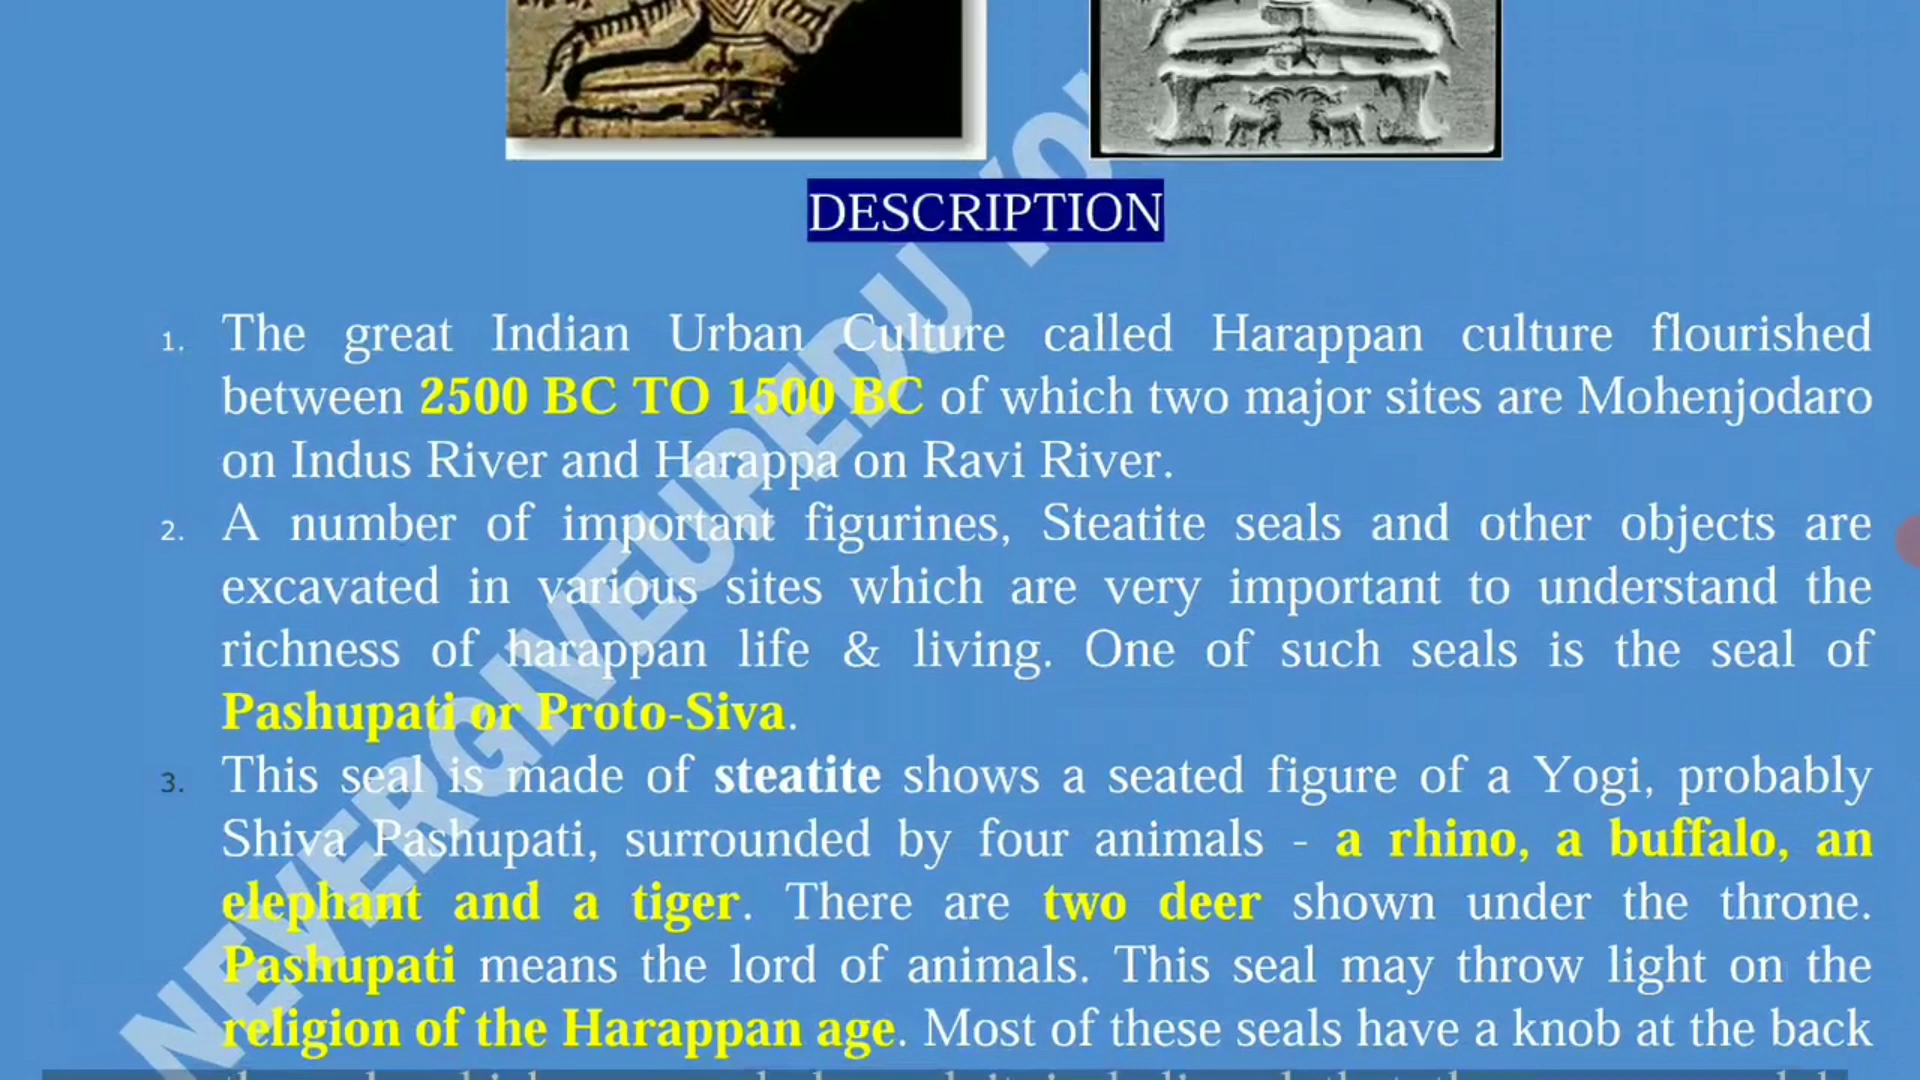 DESCRIPTION
1. The great Indian Urban Culture called Harappan culture flourished
between 2500 BC TO 1500 BC of which two major sites are Mohenjodaro
on Indus River and Harappa on Ravi River.
2. A number of important figurines, Steatite seals and other objects are
excavated in various sites which are very important to understand the
richness of harappan life & living. One of such seals is the seal of
Pashupati or Proto-Siva.
3. This seal is made of steatite shows a seated figure of a Yogi, probably
Shiva Pashupati, surrounded by four animals - a rhino, a buffalo, an
elephant and a tiger. There are two deer shown under the throne.
Pashupati means the lord of animals. This seal may throw light on the
religion of the Harappan age. Most of these seals have a knob at the back
NEVERGIVEUPEDU YO